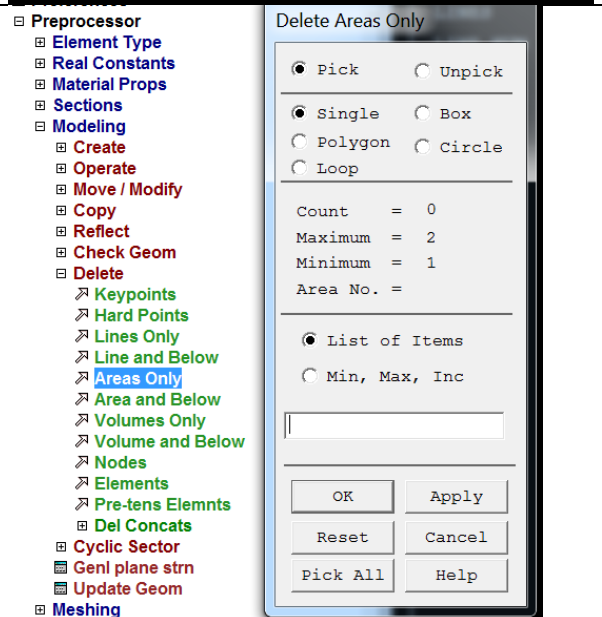 Preferences
Preprocessor
Element Type
Real Constants
Material Props
Sections
Modeling
Create
Operate
Move / Modify
Copy
Reflect
Check Geom
Delete
Keypoints
Hard Points
Lines Only
Line and Below
Areas Only
Area and Below
Volumes Only
Volume and Below
Nodes
Elements
Pre-tens Elemnts
Del Concats
Cyclic Sector
Genl plane strn
Update Geom
Meshing
Delete Areas Only
Pick Unpick
Single Box
Polygon Circle
Loop
Count = 0
Maximum = 2
Minimum = 1
Area No. =
List of Items
Min, Max, Inc
OK Apply
Reset Cancel
Pick All Help